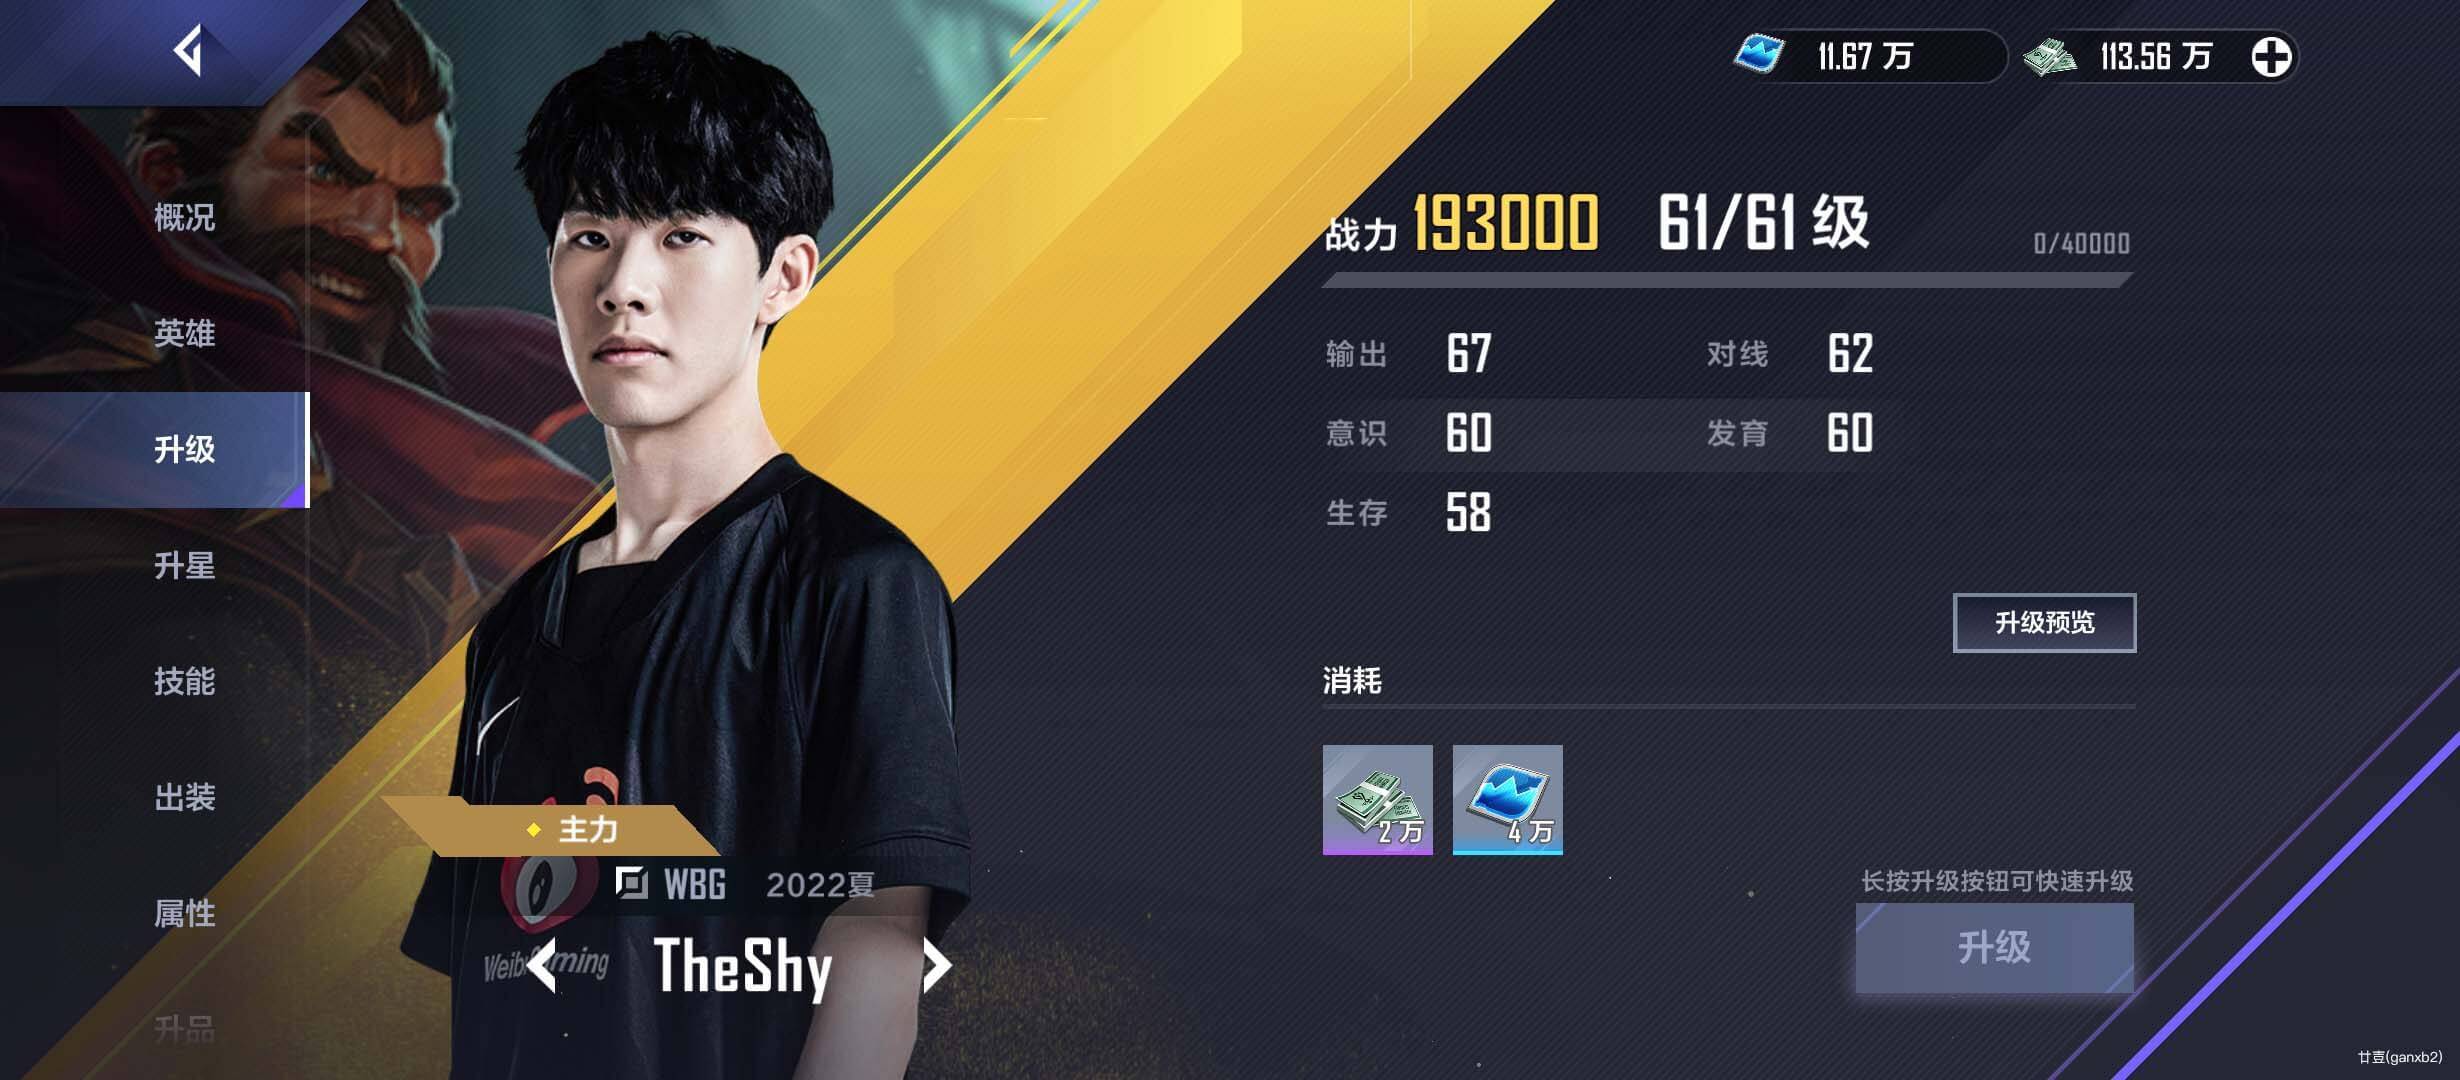 11.67 万
113.56 万
概况
英雄
升级
升星
技能
出装
属性
升品
战力 193000 61/61 级
0/40000
输出 67 对线 62
意识 60 发育 60
生存 58
升级预览
消耗
2 万
4 万
长按升级按钮可快速升级
升级
主力
WBG 2022夏
TheShy
廿壹(ganxb2)